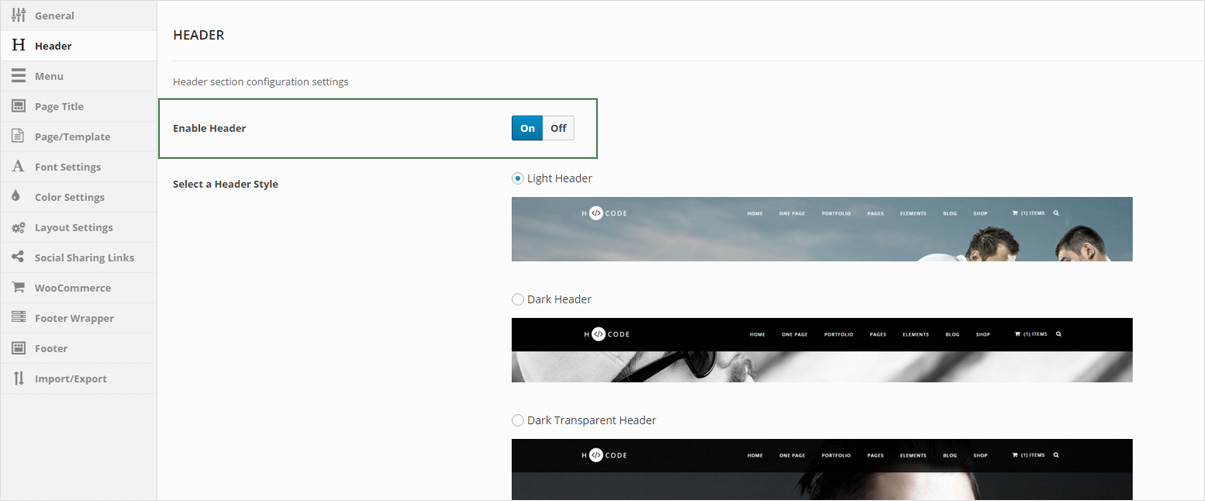 General
Header
Menu
Page Title
Page/Template
Font Settings
Color Settings
Layout Settings
Social Sharing Links
WooCommerce
Footer Wrapper
Footer
Import/Export
HEADER
Header section configuration settings
Enable Header On Off
Select a Header Style
Light Header
H </> CODE HOME ONE PAGE PORTFOLIO PAGES ELEMENTS BLOG SHOP (1) ITEMS
Dark Header
H </> CODE HOME ONE PAGE PORTFOLIO PAGES ELEMENTS BLOG SHOP (1) ITEMS
Dark Transparent Header
H </> CODE HOME ONE PAGE PORTFOLIO PAGES ELEMENTS BLOG SHOP (1) ITEMS